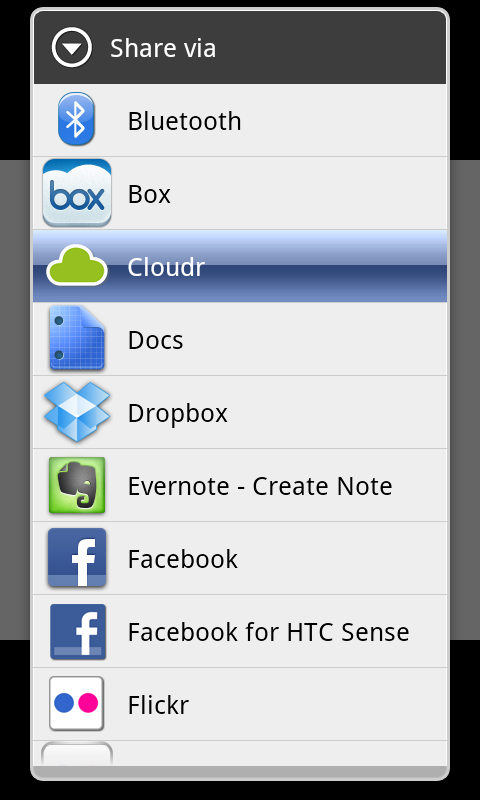 Share via
Bluetooth
box
Box
Cloudr
Docs
Dropbox
Evernote - Create Note
f
Facebook
f
Facebook for HTC Sense
Flickr